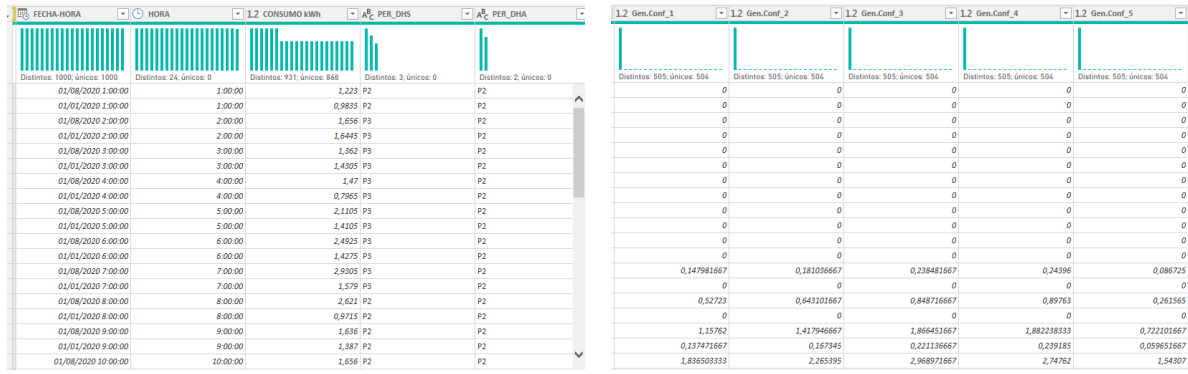 FECHA-HORA HORA 1.2 CONSUMO kWh ABC PER_DHS ABC PER_DHA
Distintos: 1000; únicos: 1000 Distintos: 24; únicos: 0 Distintos: 931; únicos: 868 Distintos: 3; únicos: 0 Distintos: 2; únicos: 0
01/08/2020 1:00:00 1:00:00 1,223 P2 P2
01/01/2020 1:00:00 1:00:00 0,9835 P2 P2
01/08/2020 2:00:00 2:00:00 1,656 P3 P2
01/01/2020 2:00:00 2:00:00 1,6445 P3 P2
01/08/2020 3:00:00 3:00:00 1,362 P3 P2
01/01/2020 3:00:00 3:00:00 1,4305 P3 P2
01/08/2020 4:00:00 4:00:00 1,47 P3 P2
01/01/2020 4:00:00 4:00:00 0,7965 P3 P2
01/08/2020 5:00:00 5:00:00 2,1105 P3 P2
01/01/2020 5:00:00 5:00:00 1,4105 P3 P2
01/08/2020 6:00:00 6:00:00 2,4925 P3 P2
01/01/2020 6:00:00 6:00:00 1,4275 P3 P2
01/08/2020 7:00:00 7:00:00 2,9305 P3 P2
01/01/2020 7:00:00 7:00:00 1,579 P3 P2
01/08/2020 8:00:00 8:00:00 2,621 P2 P2
01/01/2020 8:00:00 8:00:00 0,9715 P2 P2
01/08/2020 9:00:00 9:00:00 1,636 P2 P2
01/01/2020 9:00:00 9:00:00 1,387 P2 P2
01/08/2020 10:00:00 10:00:00 1,656 P2 P2
1.2 Gen.Conf_1 1.2 Gen.Conf_2 1.2 Gen.Conf_3 1.2 Gen.Conf_4 1.2 Gen.Conf_5
Distintos: 505; únicos: 504 Distintos: 505; únicos: 504 Distintos: 505; únicos: 504 Distintos: 505; únicos: 504 Distintos: 505; únicos: 504
0 0 0 0 0
0 0 0 0 0
0 0 0 0 0
0 0 0 0 0
0 0 0 0 0
0 0 0 0 0
0 0 0 0 0
0 0 0 0 0
0 0 0 0 0
0 0 0 0 0
0 0 0 0 0
0 0 0 0 0
0,147981667 0,181036667 0,238481667 0,24396 0,086725
0 0 0 0 0
0,52723 0,643101667 0,848716667 0,89763 0,261565
0 0 0 0 0
1,15762 1,417946667 1,866451667 1,882238333 0,722101667
0,137471667 0,167345 0,221136667 0,239185 0,059651667
1,836503333 2,265395 2,968971667 2,74762 1,54307